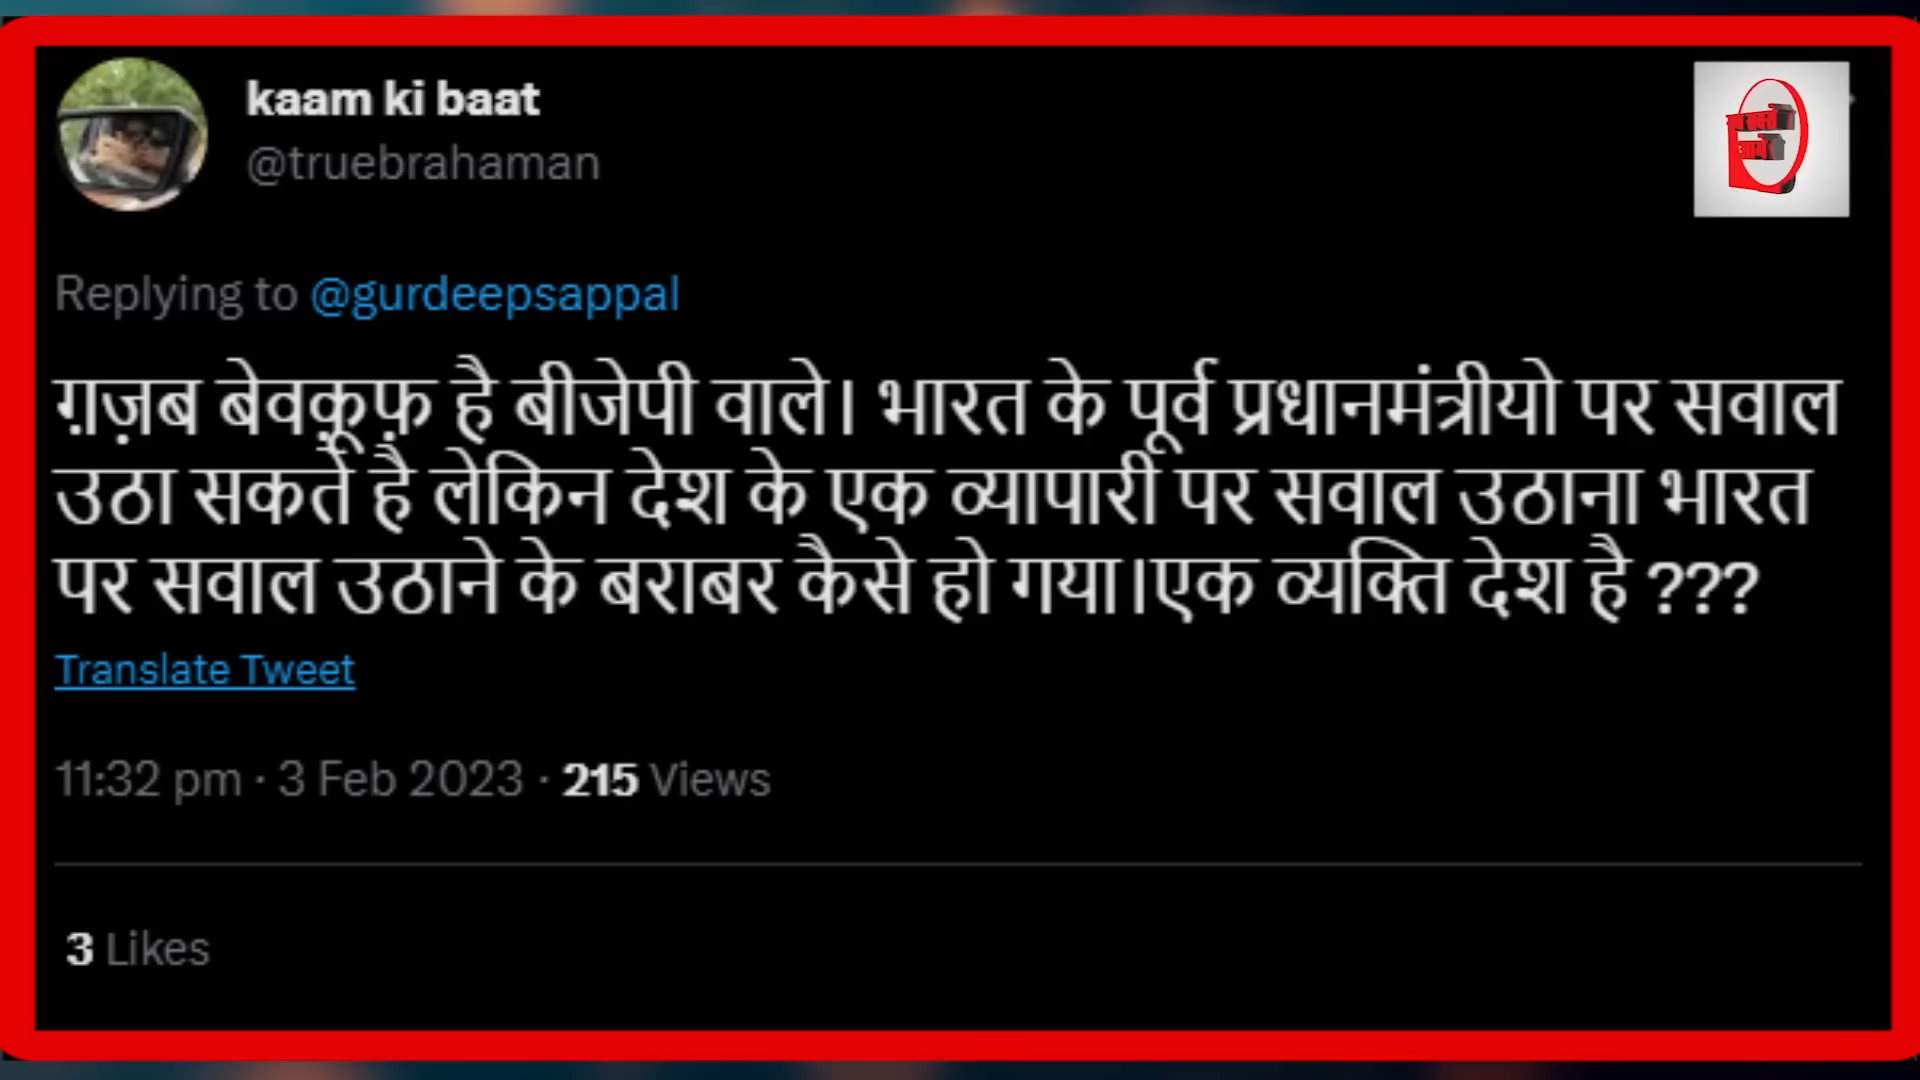 kaam ki baat
@truebrahaman
Replying to @gurdeepsappal
ग़ज़ब बेवक़ूफ़ है बीजेपी वाले। भारत के पूर्व प्रधानमंत्रीयो पर सवाल
उठा सकते है लेकिन देश के एक व्यापारी पर सवाल उठाना भारत
पर सवाल उठाने के बराबर कैसे हो गया।एक व्यक्ति देश है ???
Translate Tweet
11:32 pm · 3 Feb 2023 · 215 Views
3 Likes